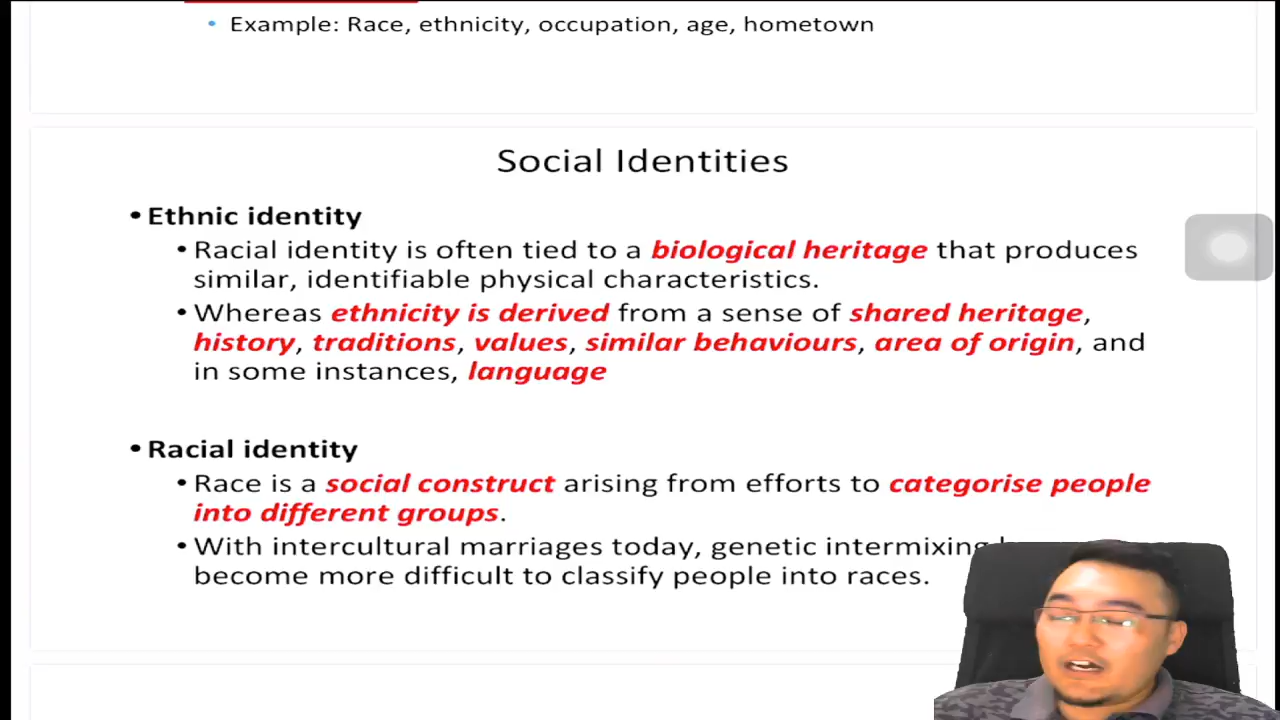 • Example: Race, ethnicity, occupation, age, hometown
Social Identities
• Ethnic identity
• Racial identity is often tied to a biological heritage that produces
similar, identifiable physical characteristics.
• Whereas ethnicity is derived from a sense of shared heritage,
history, traditions, values, similar behaviours, area of origin, and
in some instances, language
• Racial identity
• Race is a social construct arising from efforts to categorise people
into different groups.
• With intercultural marriages today, genetic intermixing
become more difficult to classify people into races.